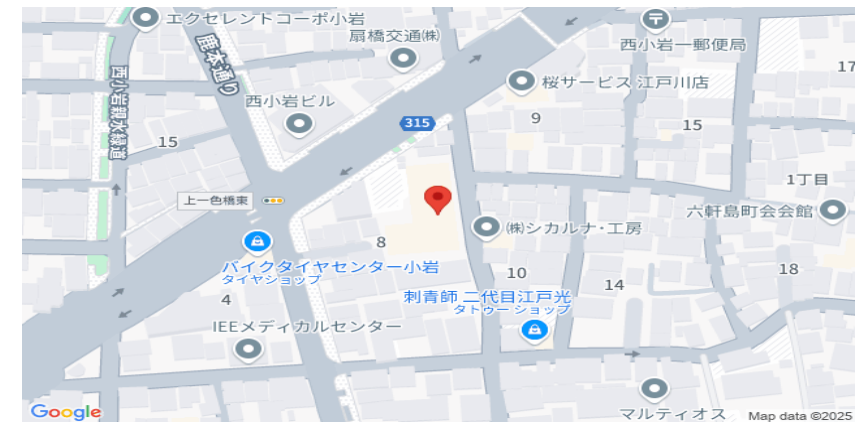 エクセレントコーポ小岩
扇橋交通㈱
西小岩一郵便局
鹿本通り
17
桜サービス 江戸川店
西小岩親水緑道
西小岩ビル
315
9
15
15
1丁目
上一色橋東
六軒島町会会館
㈱シカルナ・工房
8
バイクタイヤセンター小岩
タイヤショップ
10
18
14
刺青師 二代目江戸光
タトゥー ショップ
4
IEEメディカルセンター
マルティオス
Google
Map data ©2025